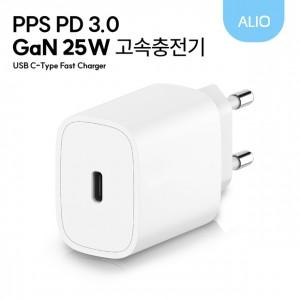 PPS PD 3.0
ALIO
GaN 25W 고속충전기
USB C-Type Fast Charger